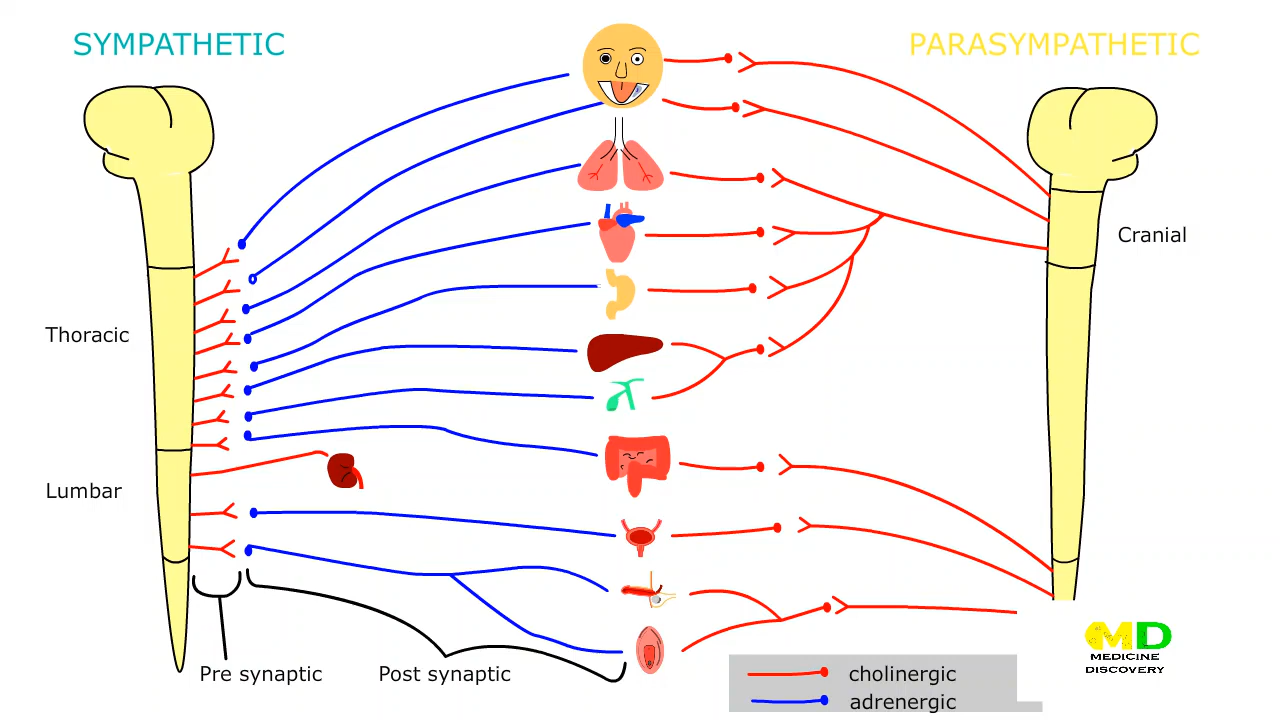 SYMPATHETIC
PARASYMPATHETIC
Cranial
Thoracic
Lumbar
Pre synaptic
Post synaptic
cholinergic
adrenergic
MD
MEDICINE
DISCOVERY